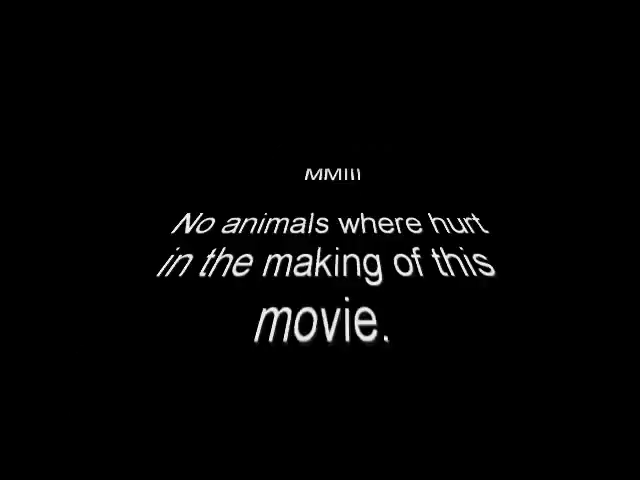 MMIII
No animals where hurt
in the making of this
movie.